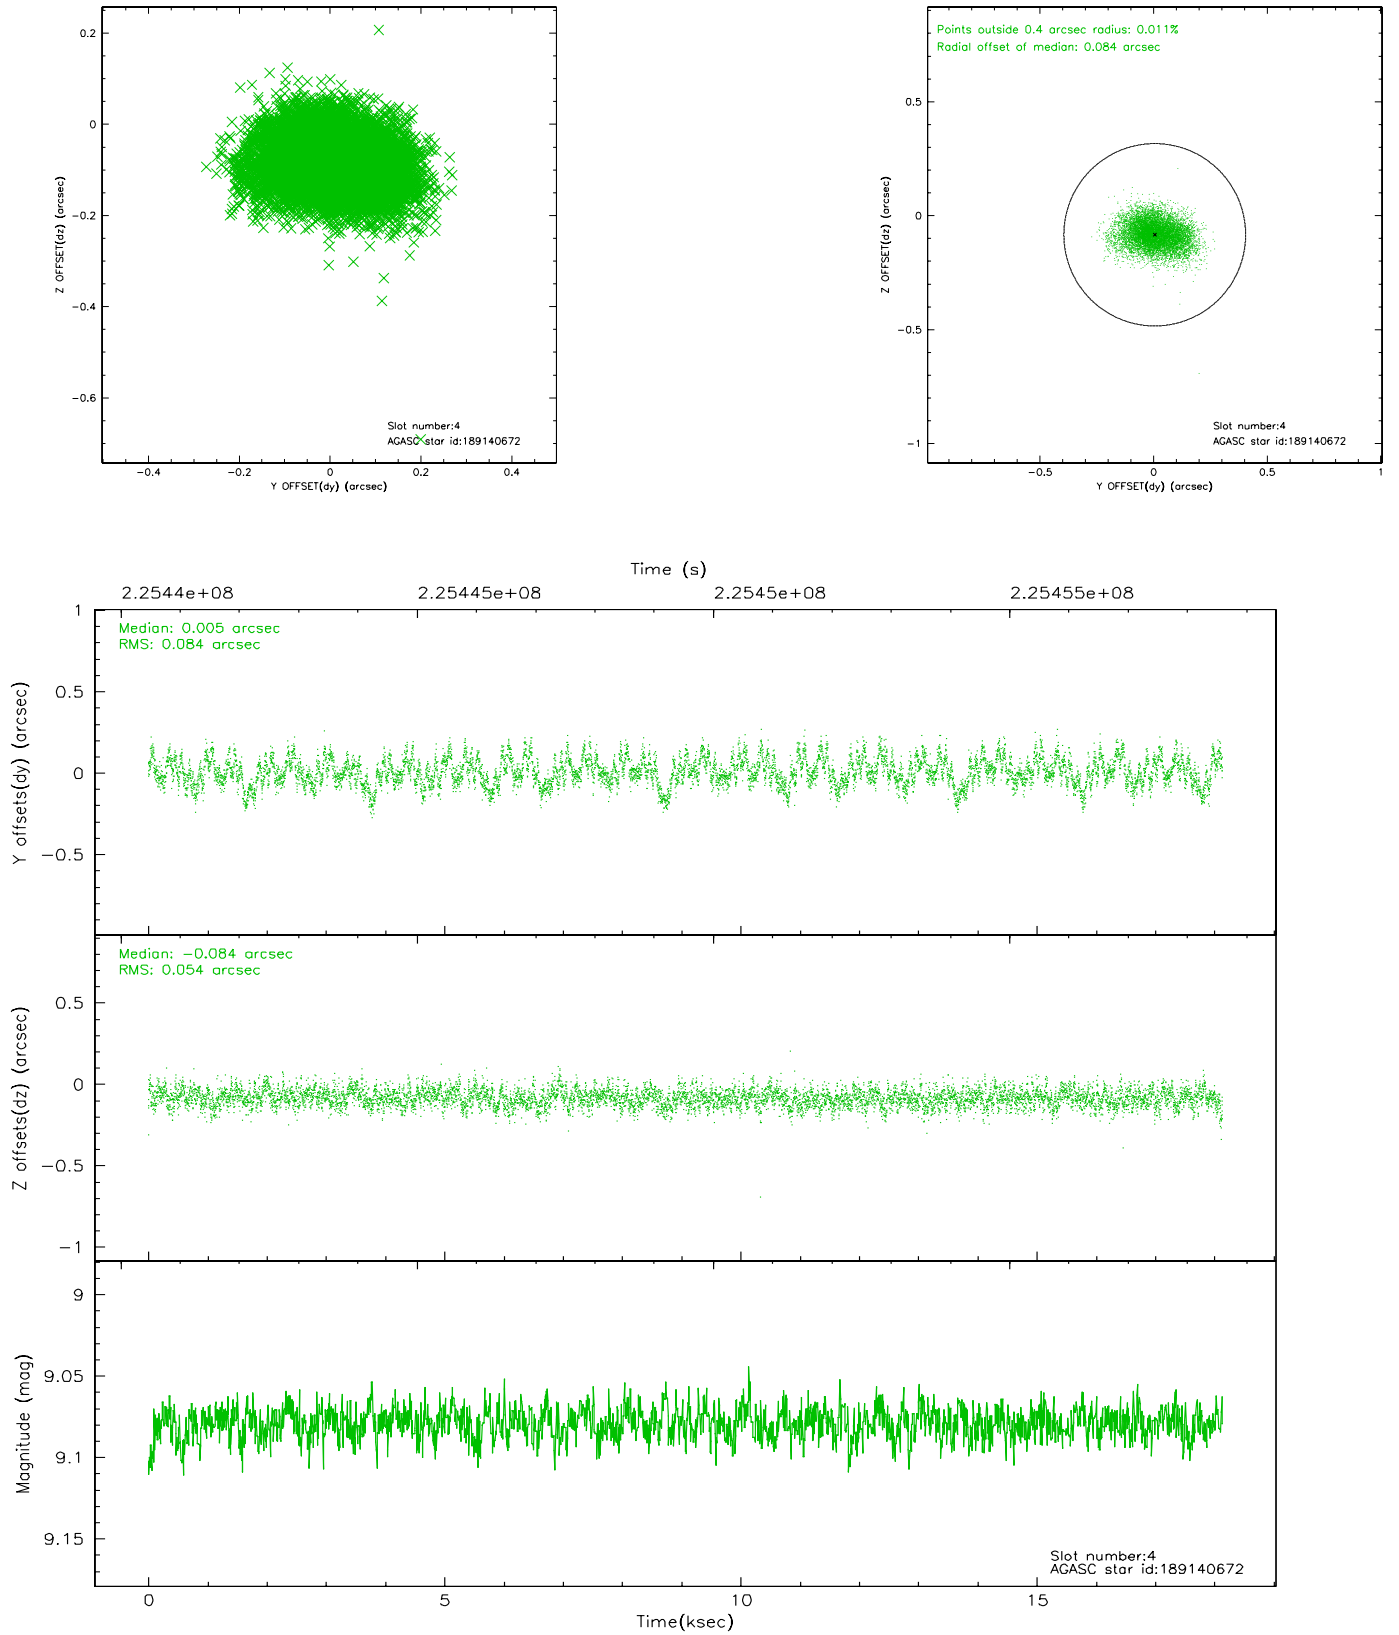 0.2
0
−0.2
−0.4
−0.6
Z OFFSET(dz) (arcsec)
Slot number:4
AGASC star id:189140672
−0.4
−0.2
0
0.2
0.4
Y OFFSET(dy) (arcsec)
Points outside 0.4 arcsec radius: 0.011%
Radial offset of median: 0.084 arcsec
0.5
0
−0.5
−1
Z OFFSET(dz) (arcsec)
Slot number:4
AGASC star id:189140672
−0.5
0
0.5
1
Y OFFSET(dy) (arcsec)
Time (s)
2.2544e+08
2.25445e+08
2.2545e+08
2.25455e+08
Median: 0.005 arcsec
RMS: 0.084 arcsec
1
0.5
0
−0.5
Y offsets(dy) (arcsec)
Median: −0.084 arcsec
RMS: 0.054 arcsec
0.5
0
−0.5
−1
Z offsets(dz) (arcsec)
9
9.05
9.1
9.15
Magnitude (mag)
Slot number:4
AGASC star id:189140672
0
5
10
15
Time(ksec)